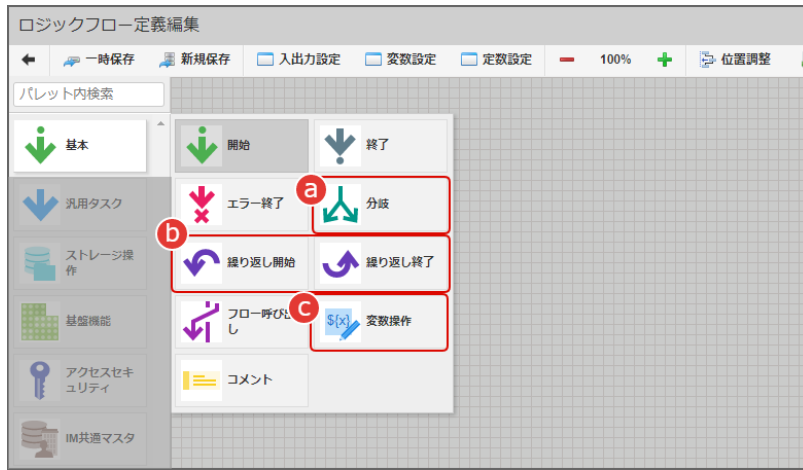 ロジックフロー定義編集
一時保存 新規保存 入出力設定 変数設定 定数設定 100% 位置調整
パレット内検索
基本
開始 終了
汎用タスク
エラー終了 a 分岐
b
ストレージ操
作
繰り返し開始 繰り返し終了
基盤機能
フロー呼び出
し
c ${x} 変数操作
アクセスセキ
ュリティ
コメント
IM共通マスタ